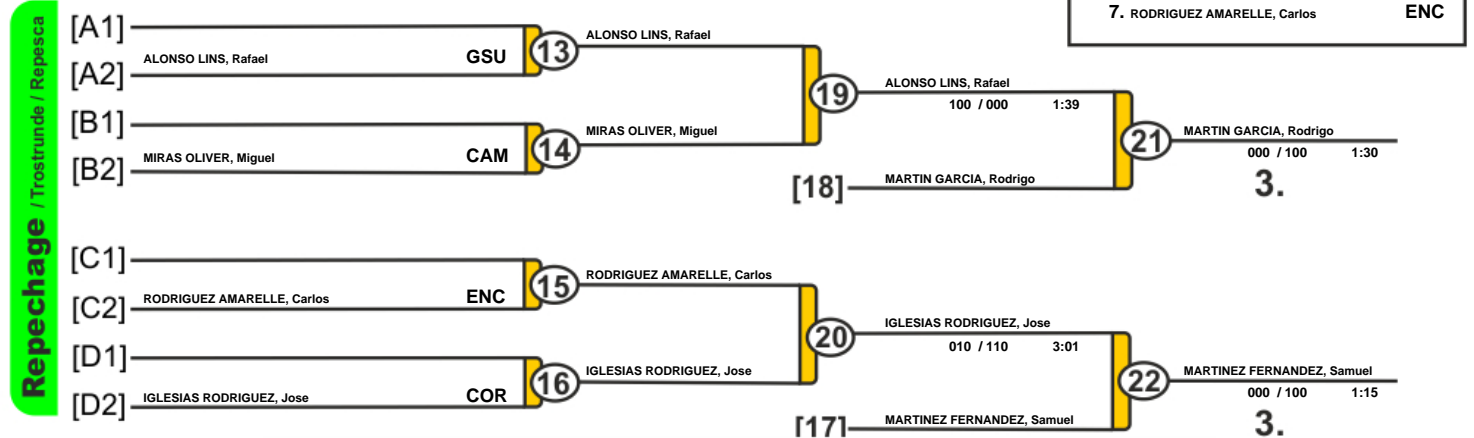 7. RODRIGUEZ AMARELLE, Carlos ENC
Repechage / Trostrunde / Repesca
[A1]
ALONSO LINS, Rafael GSU
[A2]
13
ALONSO LINS, Rafael
[B1]
MIRAS OLIVER, Miguel CAM
[B2]
14
MIRAS OLIVER, Miguel
19
ALONSO LINS, Rafael
100 / 000 1:39
[18]
MARTIN GARCIA, Rodrigo
21
MARTIN GARCIA, Rodrigo
000 / 100 1:30
3.
[C1]
RODRIGUEZ AMARELLE, Carlos ENC
[C2]
15
RODRIGUEZ AMARELLE, Carlos
[D1]
IGLESIAS RODRIGUEZ, Jose COR
[D2]
16
IGLESIAS RODRIGUEZ, Jose
20
IGLESIAS RODRIGUEZ, Jose
010 / 110 3:01
[17]
MARTINEZ FERNANDEZ, Samuel
22
MARTINEZ FERNANDEZ, Samuel
000 / 100 1:15
3.